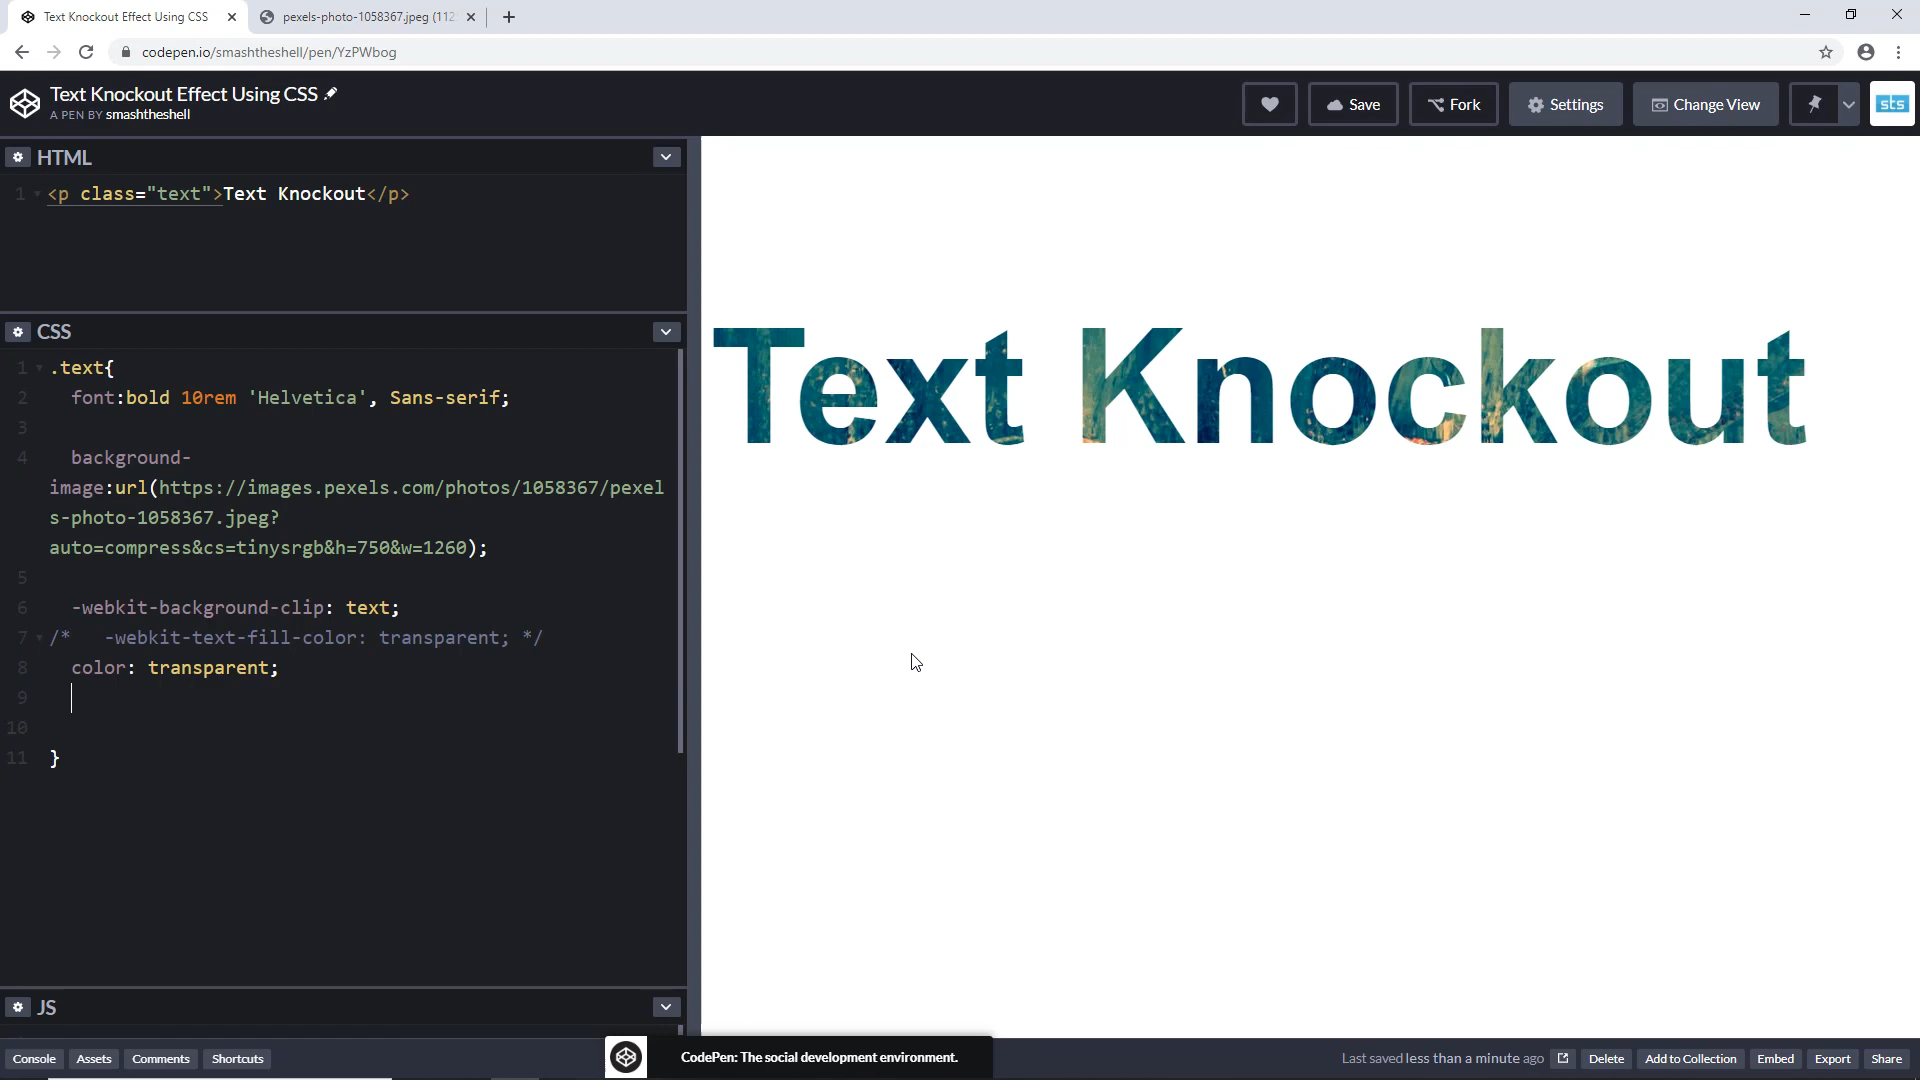 Text Knockout Effect Using CSS
pexels-photo-1058367.jpeg (112
codepen.io/smashtheshell/pen/YzPWbog
Text Knockout Effect Using CSS
A PEN BY smashtheshell
Save
Fork
Settings
Change View
sts
HTML
1 <p class="text">Text Knockout</p>
CSS
1 .text{
2 font:bold 10rem 'Helvetica', Sans-serif;
3
4 background-
image:url(https://images.pexels.com/photos/1058367/pexel
s-photo-1058367.jpeg?
auto=compress&cs=tinysrgb&h=750&w=1260);
5
6 -webkit-background-clip: text;
7 /* -webkit-text-fill-color: transparent; */
8 color: transparent;
9
10
11 }
Text Knockout
JS
Console Assets Comments Shortcuts
CodePen: The social development environment.
Last saved less than a minute ago
Delete Add to Collection Embed Export Share